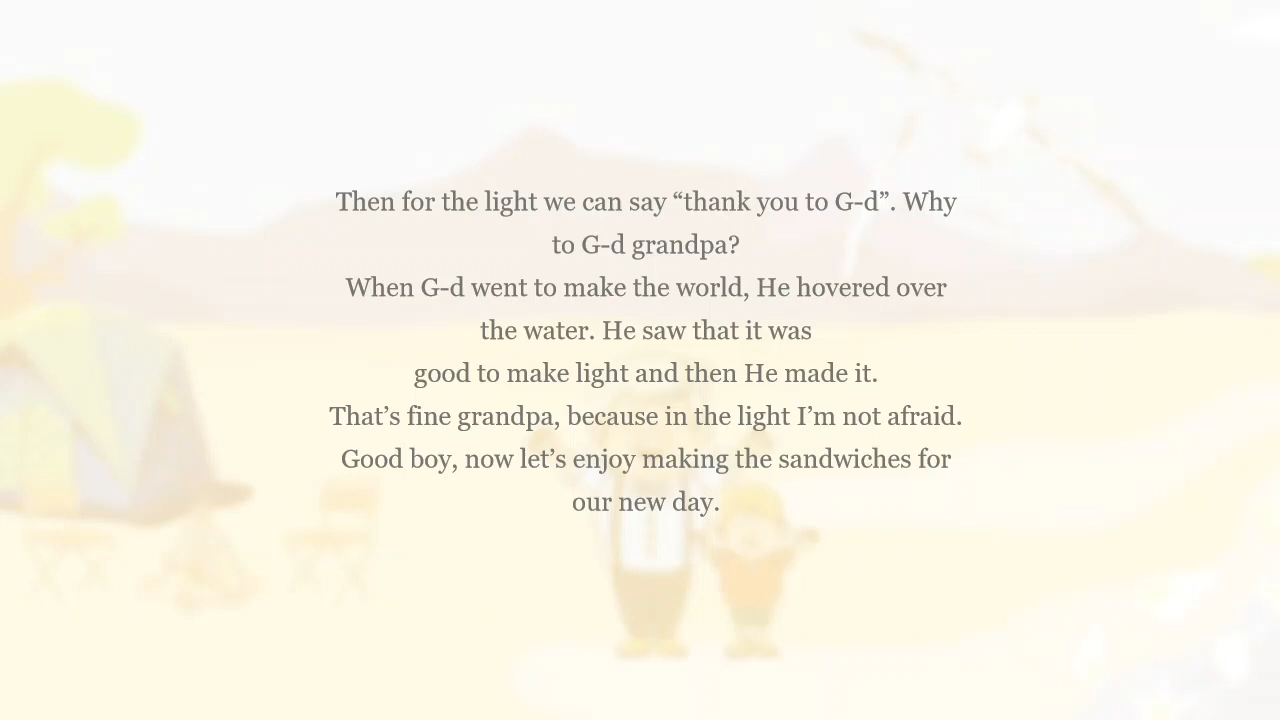 Then for the light we can say “thank you to G-d”. Why
to G-d grandpa?
When G-d went to make the world, He hovered over
the water. He saw that it was
good to make light and then He made it.
That’s fine grandpa, because in the light I’m not afraid.
Good boy, now let’s enjoy making the sandwiches for
our new day.